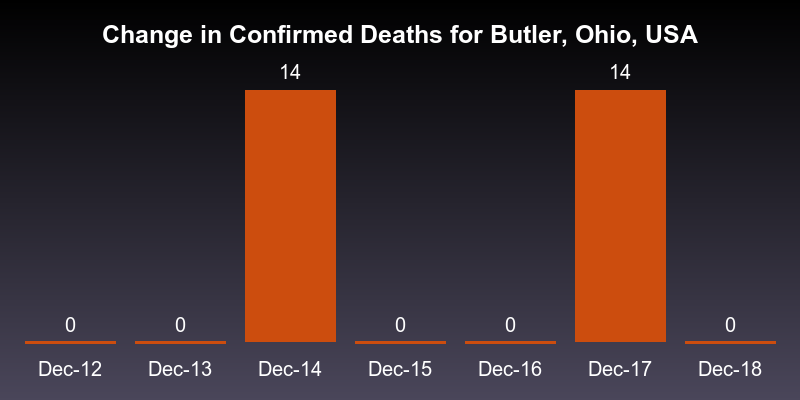 Change in Confirmed Deaths for Butler, Ohio, USA
14 14
0 0 0 0 0
Dec-12 Dec-13 Dec-14 Dec-15 Dec-16 Dec-17 Dec-18